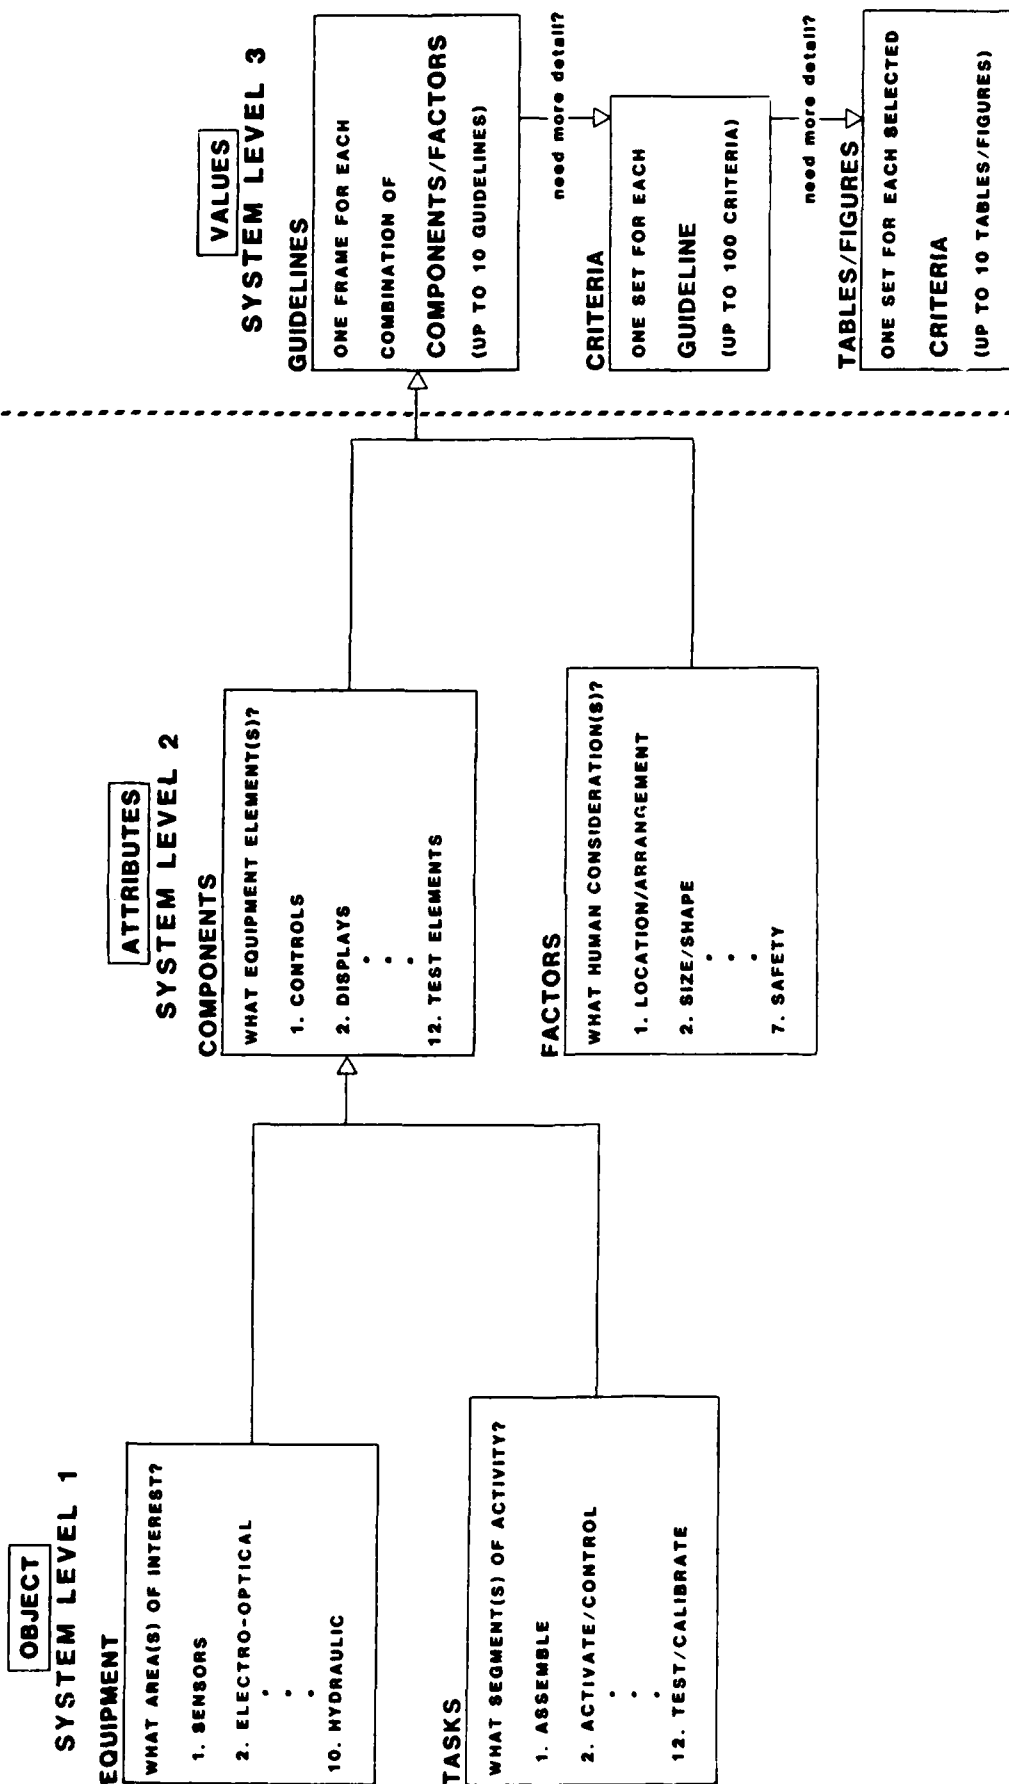 OBJECT
SYSTEM LEVEL 1
EQUIPMENT
WHAT AREA(S) OF INTEREST?
1. SENSORS
2. ELECTRO-OPTICAL
.
.
.
10. HYDRAULIC
TASKS
WHAT SEGMENT(S) OF ACTIVITY?
1. ASSEMBLE
2. ACTIVATE/CONTROL
.
.
.
12. TEST/CALIBRATE
ATTRIBUTES
SYSTEM LEVEL 2
COMPONENTS
WHAT EQUIPMENT ELEMENT(S)?
1. CONTROLS
2. DISPLAYS
.
.
.
12. TEST ELEMENTS
FACTORS
WHAT HUMAN CONSIDERATION(S)?
1. LOCATION/ARRANGEMENT
2. SIZE/SHAPE
.
.
.
7. SAFETY
VALUES
SYSTEM LEVEL 3
GUIDELINES
ONE FRAME FOR EACH
COMBINATION OF
COMPONENTS/FACTORS
(UP TO 10 GUIDELINES)
need more detail?
CRITERIA
ONE SET FOR EACH
GUIDELINE
(UP TO 100 CRITERIA)
need more detail?
TABLES/FIGURES
ONE SET FOR EACH SELECTED
CRITERIA
(UP TO 10 TABLES/FIGURES)